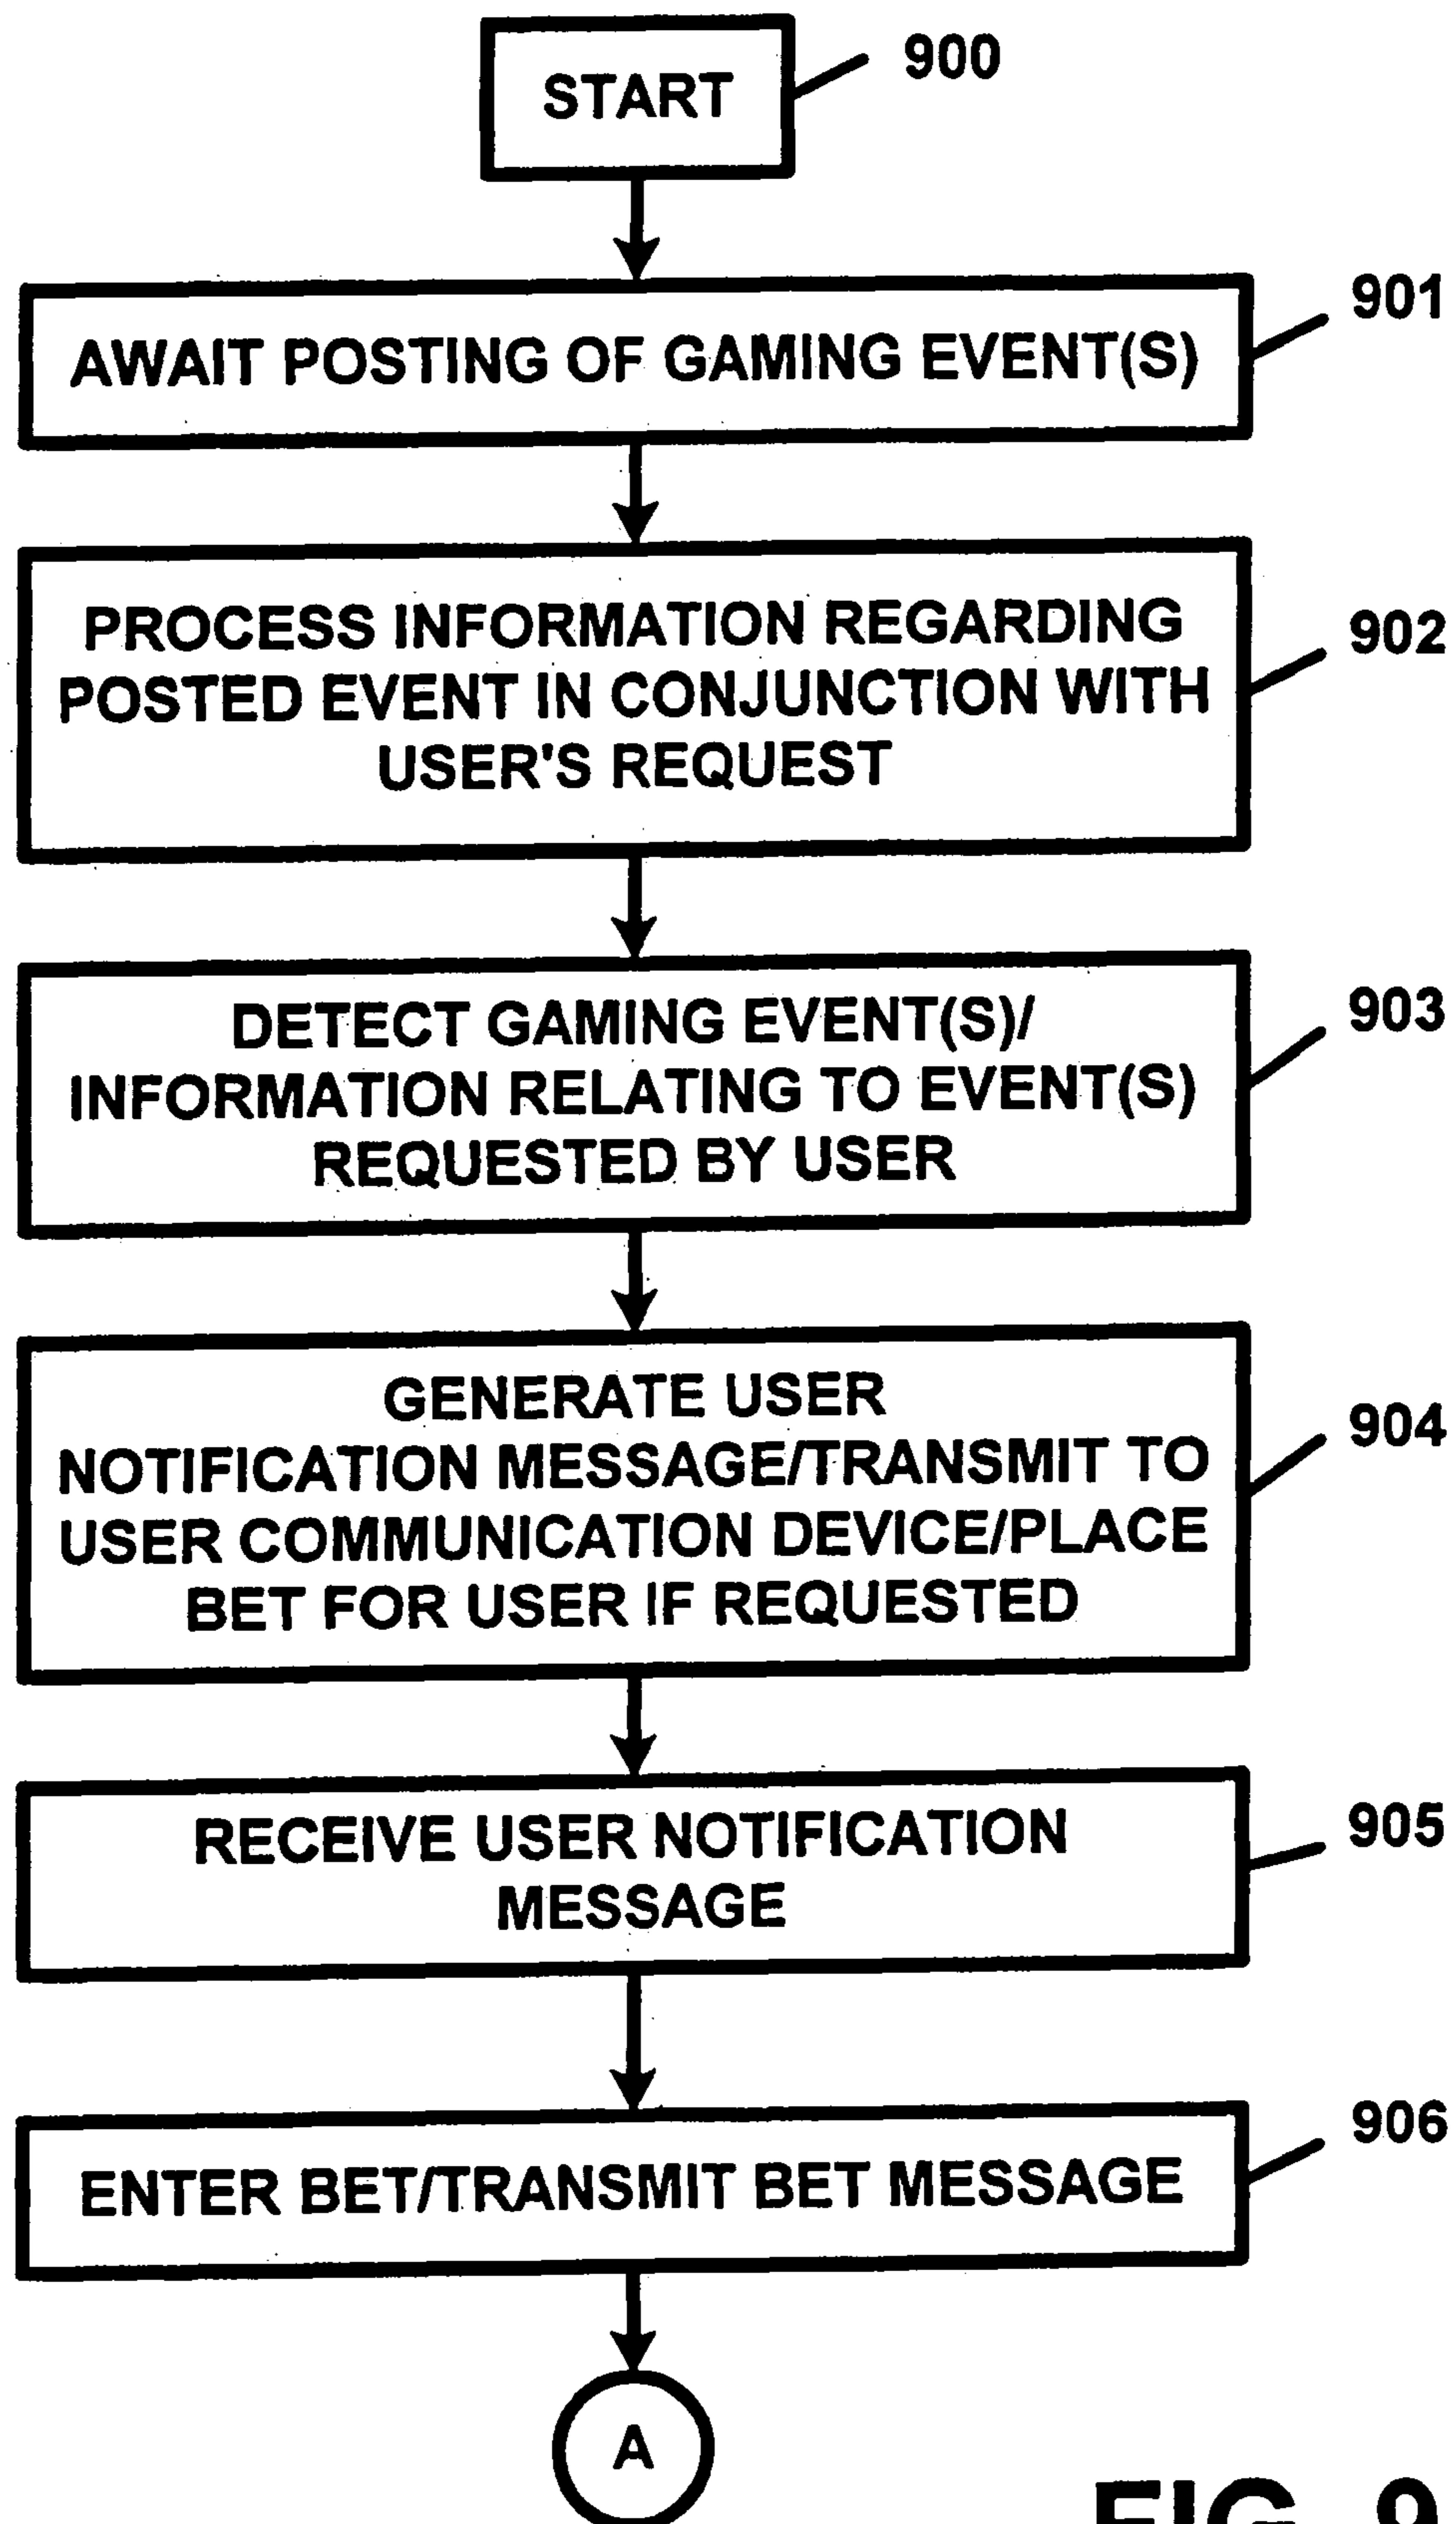 START
900
AWAIT POSTING OF GAMING EVENT(S)
901
PROCESS INFORMATION REGARDING
POSTED EVENT IN CONJUNCTION WITH
USER'S REQUEST
902
DETECT GAMING EVENT(S)/
INFORMATION RELATING TO EVENT(S)
REQUESTED BY USER
903
GENERATE USER
NOTIFICATION MESSAGE/TRANSMIT TO
USER COMMUNICATION DEVICE/PLACE
BET FOR USER IF REQUESTED
904
RECEIVE USER NOTIFICATION
MESSAGE
905
ENTER BET/TRANSMIT BET MESSAGE
906
A
FIG. 9